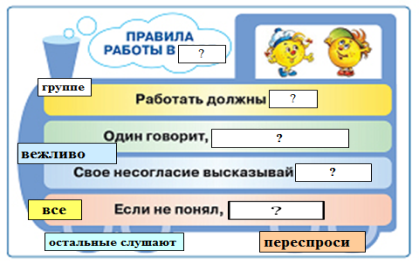 ПРАВИЛА
РАБОТЫ В ?
группе
Работать должны ?
Один говорит, ?
вежливо
Свое несогласие высказывай ?
все
Если не понял, ?
остальные слушают
переспроси